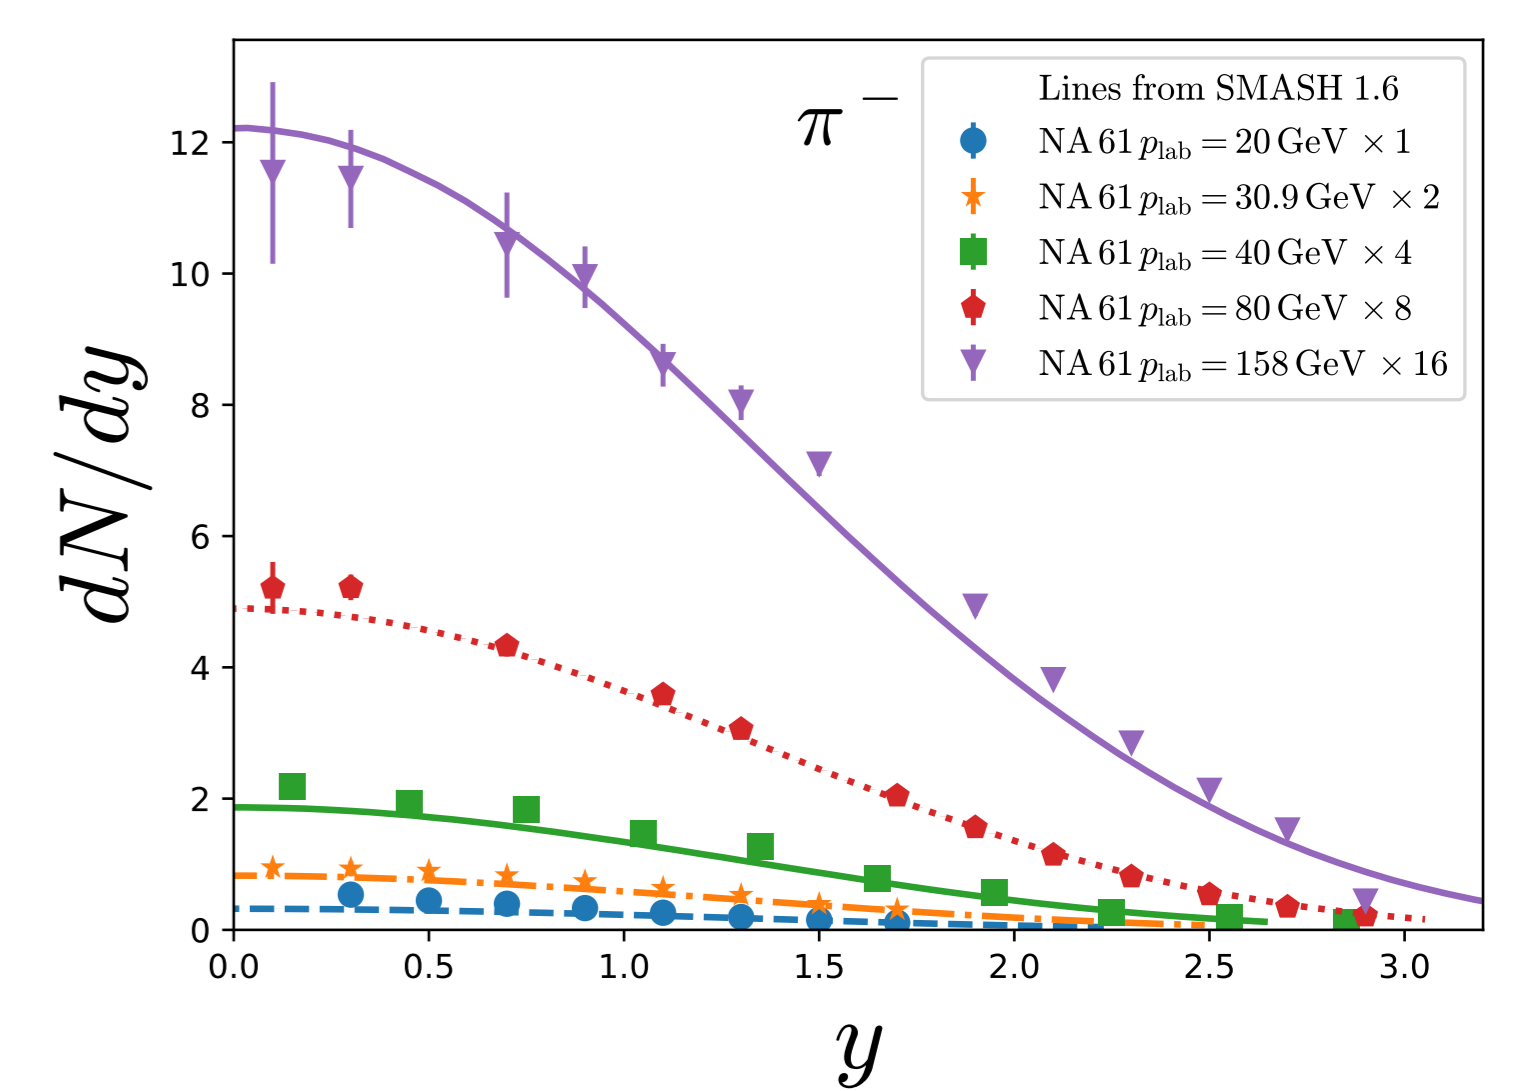 π⁻
Lines from SMASH 1.6
NA 61 p_lab = 20 GeV × 1
NA 61 p_lab = 30.9 GeV × 2
NA 61 p_lab = 40 GeV × 4
NA 61 p_lab = 80 GeV × 8
NA 61 p_lab = 158 GeV × 16
dN/dy
12
10
8
6
4
2
0
0.0 0.5 1.0 1.5 2.0 2.5 3.0
y